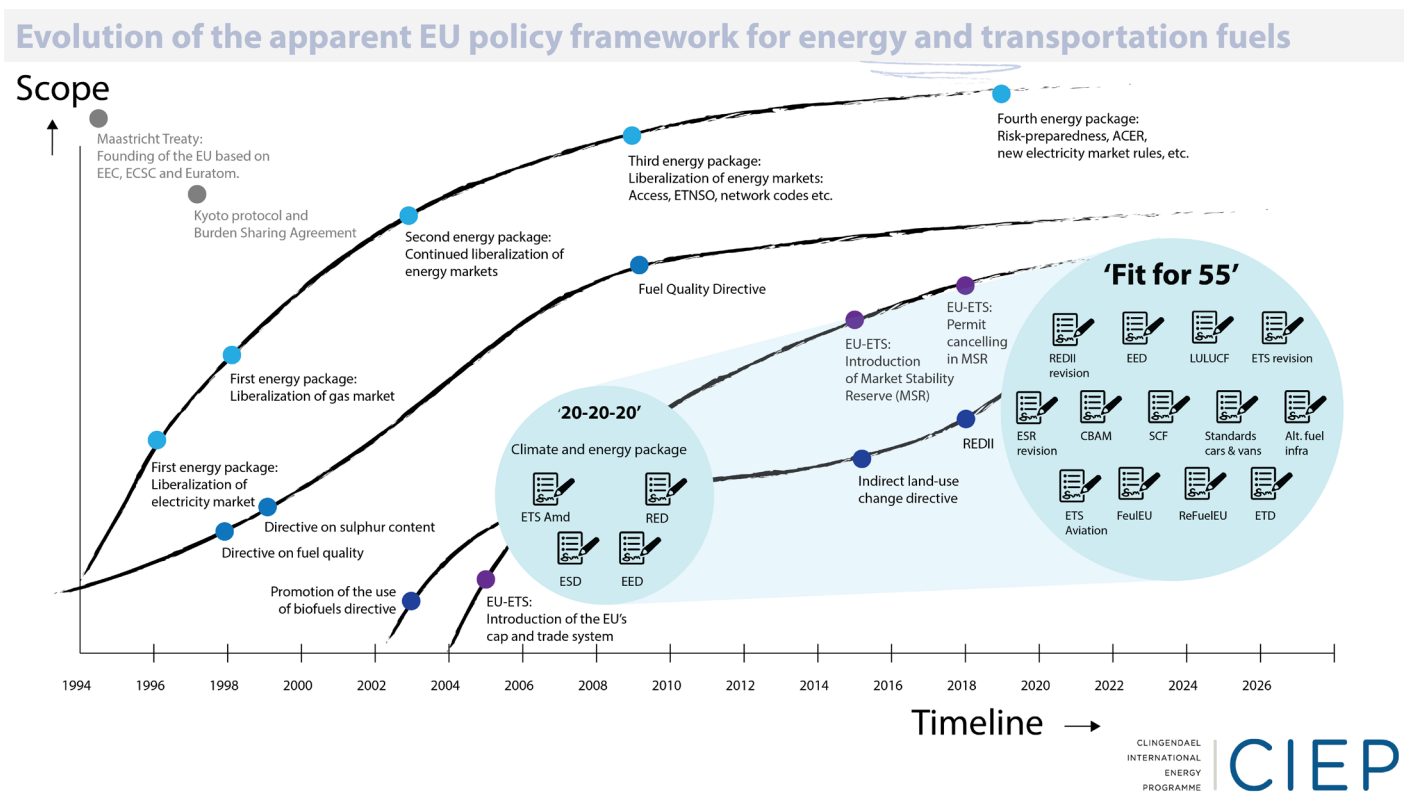 Evolution of the apparent EU policy framework for energy and transportation fuels
Scope
Maastricht Treaty:
Founding of the EU based on
EEC, ECSC and Euratom.
Kyoto protocol and
Burden Sharing Agreement
Fourth energy package:
Risk-preparedness, ACER,
new electricity market rules, etc.
Third energy package:
Liberalization of energy markets:
Access, ETNSO, network codes etc.
Second energy package:
Continued liberalization of
energy markets
Fuel Quality Directive
First energy package:
Liberalization of gas market
First energy package:
Liberalization of
electricity market
Directive on sulphur content
Directive on fuel quality
Promotion of the use
of biofuels directive
EU-ETS:
Introduction of the EU's
cap and trade system
'20-20-20'
Climate and energy package
ETS Amd
RED
ESD
EED
EU-ETS:
Introduction
of Market Stability
Reserve (MSR)
EU-ETS:
Permit
cancelling
in MSR
REDII
Indirect land-use
change directive
'Fit for 55'
REDII
revision
EED
LULUCF
ETS revision
ESR
revision
CBAM
SCF
Standards
cars & vans
Alt. fuel
infra
ETS
Aviation
FeulEU
ReFuelEU
ETD
1994
1996
1998
2000
2002
2004
2006
2008
2010
2012
2014
2016
2018
2020
2022
2024
2026
Timeline
CLINGENDAEL
INTERNATIONAL
ENERGY
PROGRAMME
CIEP